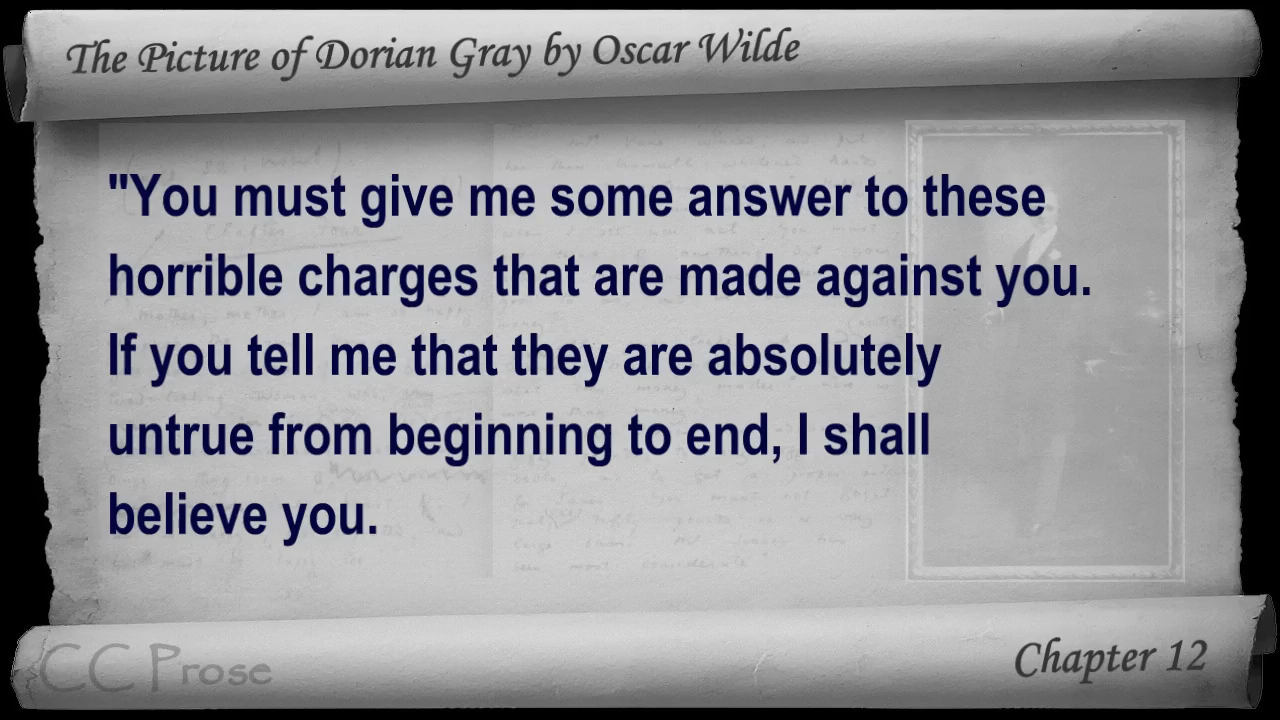 The Picture of Dorian Gray by Oscar Wilde
"You must give me some answer to these
horrible charges that are made against you.
If you tell me that they are absolutely
untrue from beginning to end, I shall
believe you.
CC Prose
Chapter 12